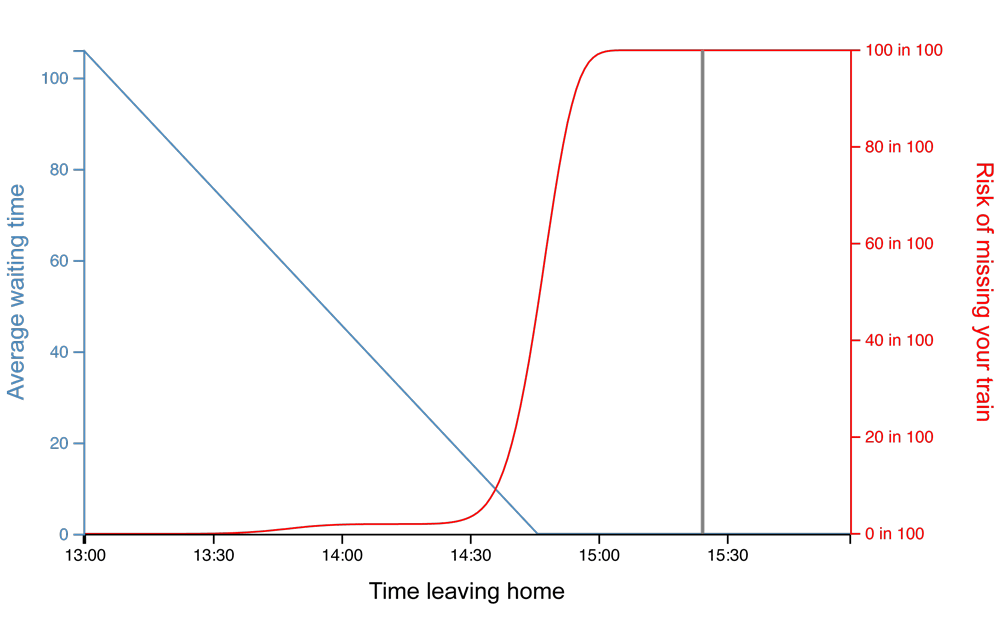 Average waiting time
100
80
60
40
20
0
100 in 100
80 in 100
60 in 100
40 in 100
20 in 100
0 in 100
Risk of missing your train
13:00 13:30 14:00 14:30 15:00 15:30
Time leaving home